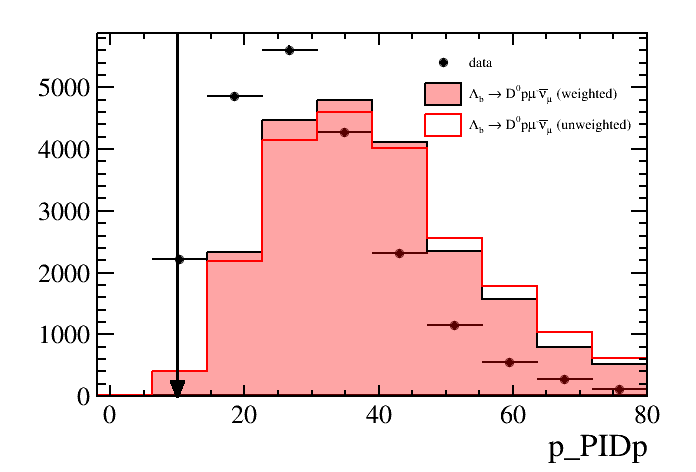 5000
4000
3000
2000
1000
0
0 20 40 60 80
p_PIDp
data
Λb → D⁰pμ ν̅μ (weighted)
Λb → D⁰pμ ν̅μ (unweighted)